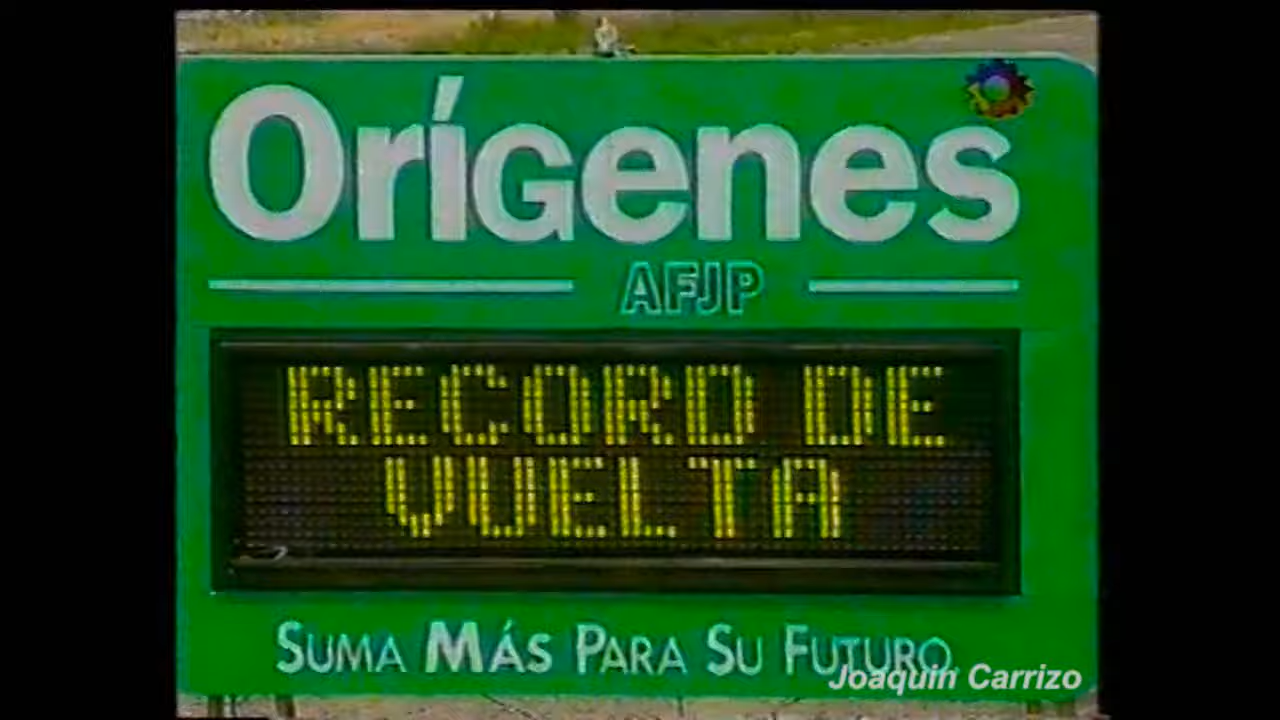 Orígenes
AFJP
RECORD DE
VUELTA
SUMA MÁS PARA SU FUTURO.
Joaquin Carrizo